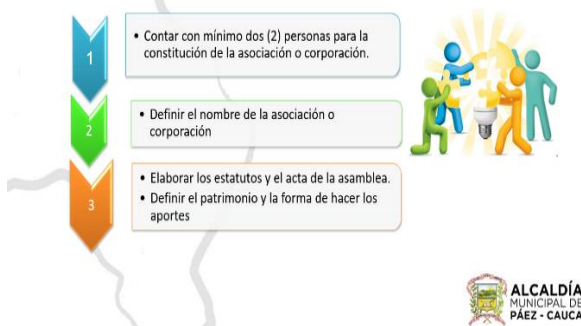 1
• Contar con mínimo dos (2) personas para la
constitución de la asociación o corporación.
2
• Definir el nombre de la asociación o
corporación
3
• Elaborar los estatutos y el acta de la asamblea.
• Definir el patrimonio y la forma de hacer los
aportes
ALCALDÍA
MUNICIPAL DE
PÁEZ - CAUCA